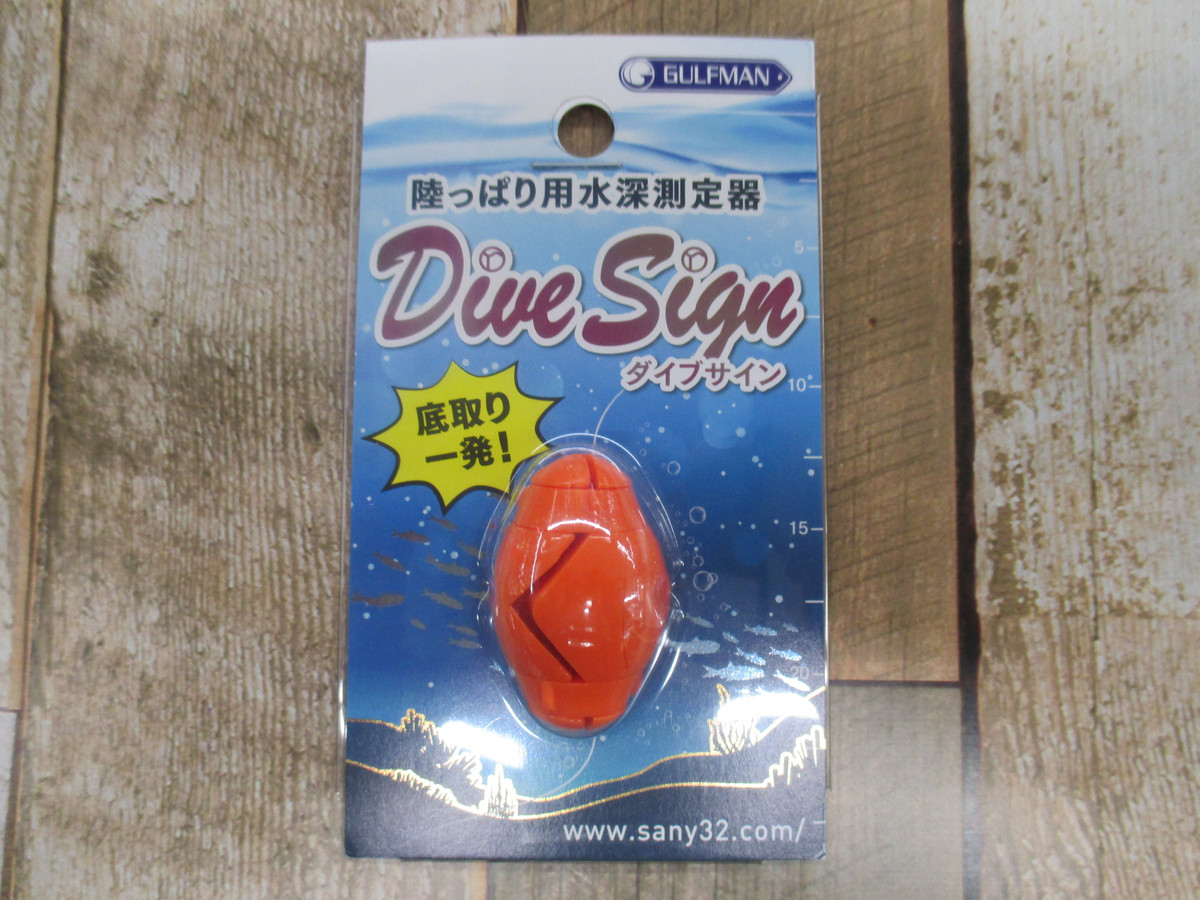 GULFMAN
陸っぱり用水深測定器
Dive Sign
ダイブサイン
底取り
一発!
5
10
15
20
www.sany32.com/